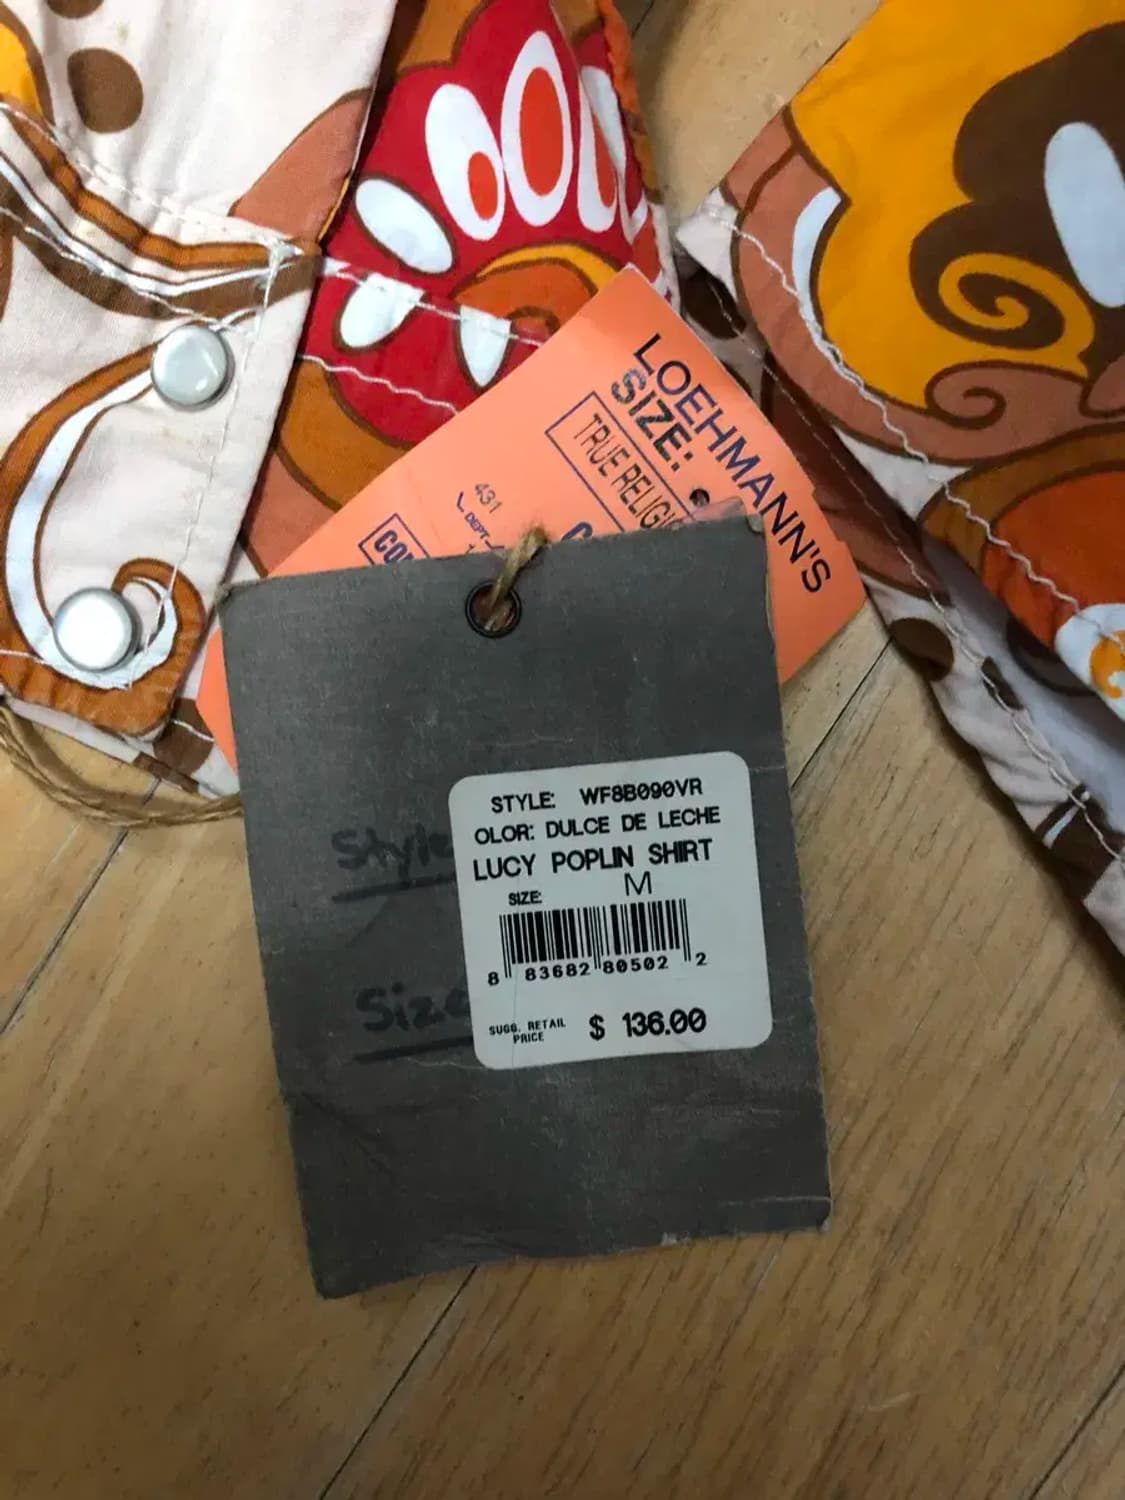 LOEHMANN'S
SIZE:
TRUE RELIGI
431
DEPT.
STYLE: WF8B090VR
OLOR: DULCE DE LECHE
LUCY POPLIN SHIRT
SIZE: M
8 83682 80502 2
SUGG. RETAIL
PRICE $ 136.00
Style
Size